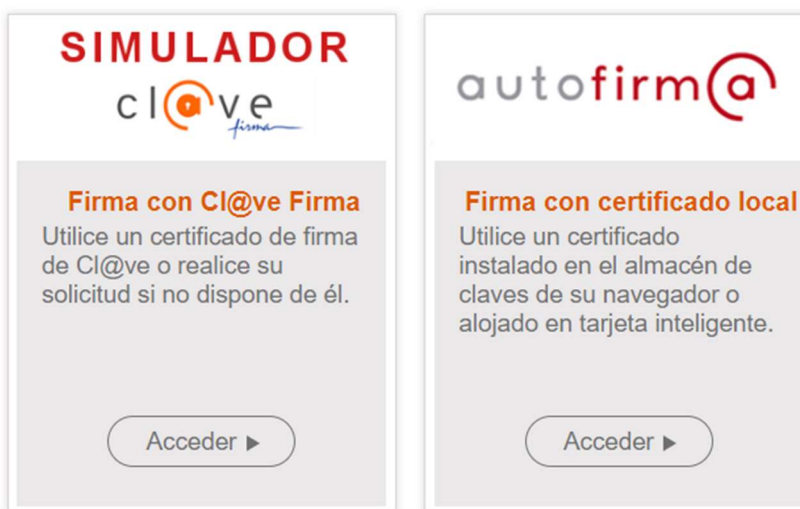 SIMULADOR
cl@ve
firma
Firma con Cl@ve Firma
Utilice un certificado de firma
de Cl@ve o realice su
solicitud si no dispone de él.
Acceder ▶
autofirm@
Firma con certificado local
Utilice un certificado
instalado en el almacén de
claves de su navegador o
alojado en tarjeta inteligente.
Acceder ▶